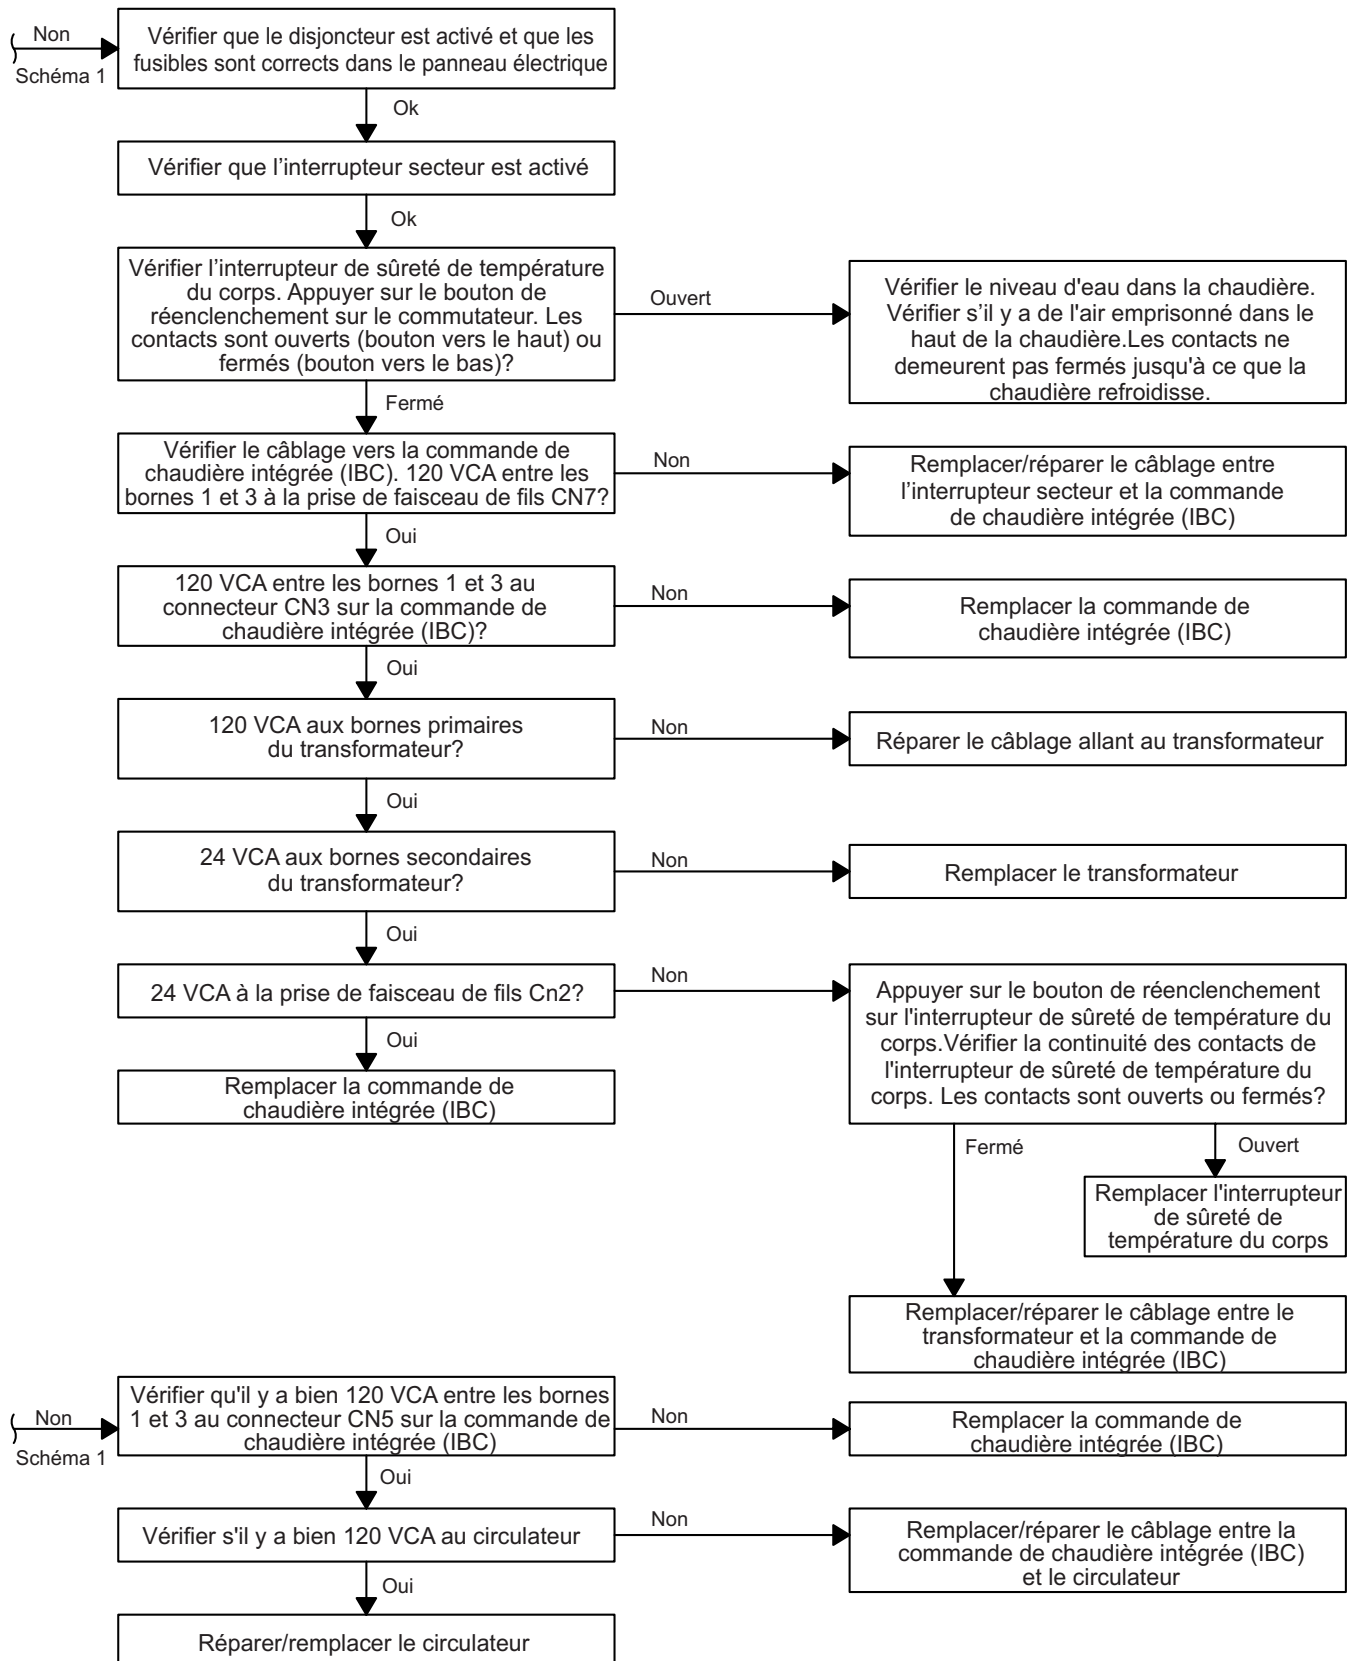 Non
Schéma 1
Vérifier que le disjoncteur est activé et que les
fusibles sont corrects dans le panneau électrique
Ok
Vérifier que l’interrupteur secteur est activé
Ok
Vérifier l’interrupteur de sûreté de température
du corps. Appuyer sur le bouton de
réenclenchement sur le commutateur. Les
contacts sont ouverts (bouton vers le haut) ou
fermés (bouton vers le bas)?
Ouvert
Vérifier le niveau d'eau dans la chaudière.
Vérifier s’il y a de l'air emprisonné dans le
haut de la chaudière.Les contacts ne
demeurent pas fermés jusqu'à ce que la
chaudière refroidisse.
Fermé
Vérifier le câblage vers la commande de
chaudière intégrée (IBC). 120 VCA entre les
bornes 1 et 3 à la prise de faisceau de fils CN7?
Non
Remplacer/réparer le câblage entre
l’interrupteur secteur et la commande
de chaudière intégrée (IBC)
Oui
120 VCA entre les bornes 1 et 3 au
connecteur CN3 sur la commande de
chaudière intégrée (IBC)?
Non
Remplacer la commande de
chaudière intégrée (IBC)
Oui
120 VCA aux bornes primaires
du transformateur?
Non
Réparer le câblage allant au transformateur
Oui
24 VCA aux bornes secondaires
du transformateur?
Non
Remplacer le transformateur
Oui
24 VCA à la prise de faisceau de fils Cn2?
Non
Appuyer sur le bouton de réenclenchement
sur l'interrupteur de sûreté de température du
corps.Vérifier la continuité des contacts de
l'interrupteur de sûreté de température du
corps. Les contacts sont ouverts ou fermés?
Oui
Remplacer la commande de
chaudière intégrée (IBC)
Fermé
Ouvert
Remplacer l'interrupteur
de sûreté de
température du corps
Remplacer/réparer le câblage entre le
transformateur et la commande de
chaudière intégrée (IBC)
Non
Schéma 1
Vérifier qu'il y a bien 120 VCA entre les bornes
1 et 3 au connecteur CN5 sur la commande de
chaudière intégrée (IBC)
Non
Remplacer la commande de
chaudière intégrée (IBC)
Oui
Vérifier s'il y a bien 120 VCA au circulateur
Non
Remplacer/réparer le câblage entre la
commande de chaudière intégrée (IBC)
et le circulateur
Oui
Réparer/remplacer le circulateur